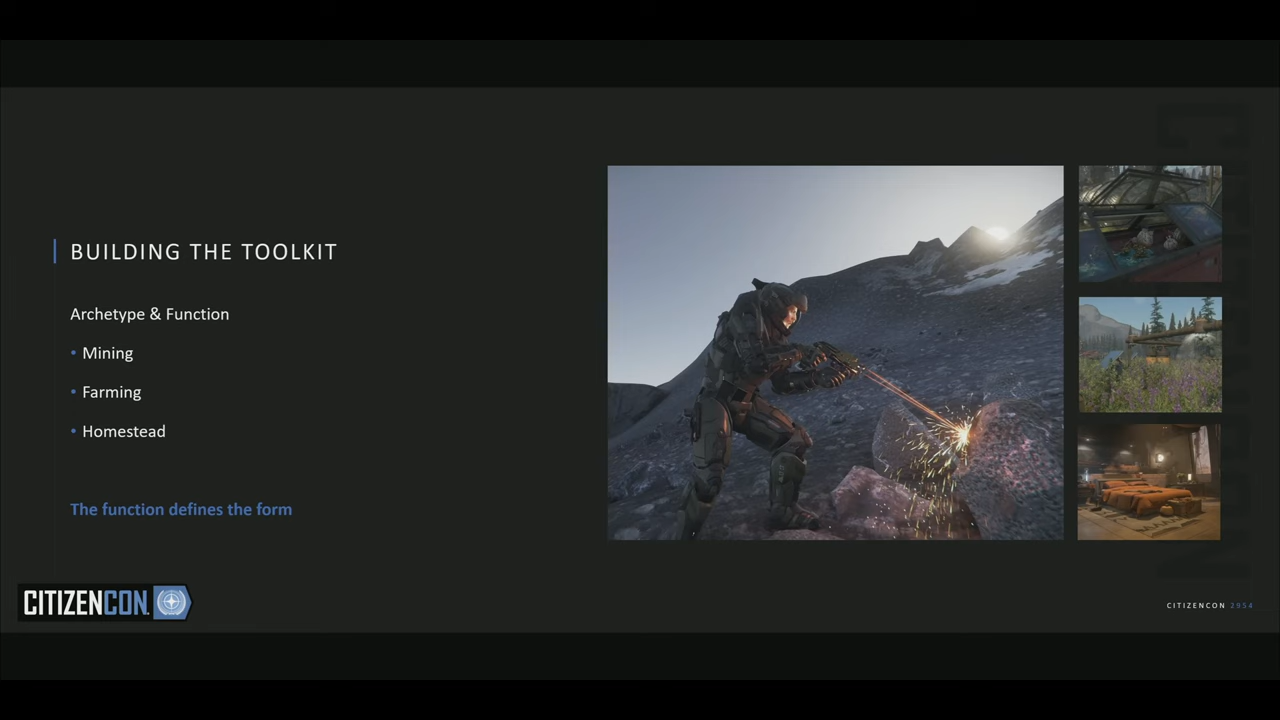 BUILDING THE TOOLKIT
Archetype & Function
• Mining
• Farming
• Homestead
The function defines the form
CITIZENCON
CITIZENCON 2954